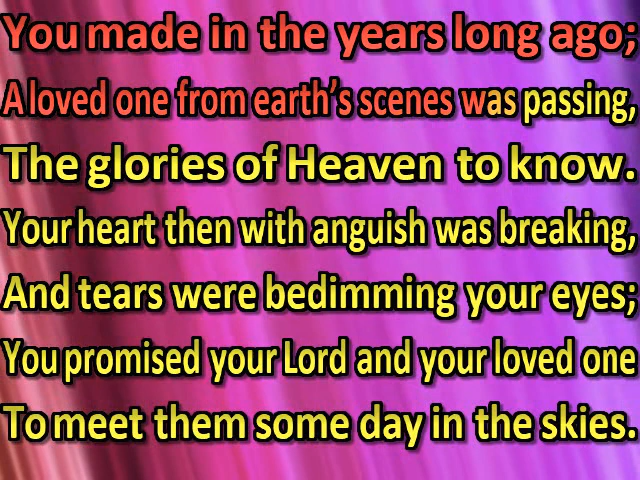 You made in the years long ago;
A loved one from earth's scenes was passing,
The glories of Heaven to know.
Your heart then with anguish was breaking,
And tears were bedimming your eyes;
You promised your Lord and your loved one
To meet them some day in the skies.